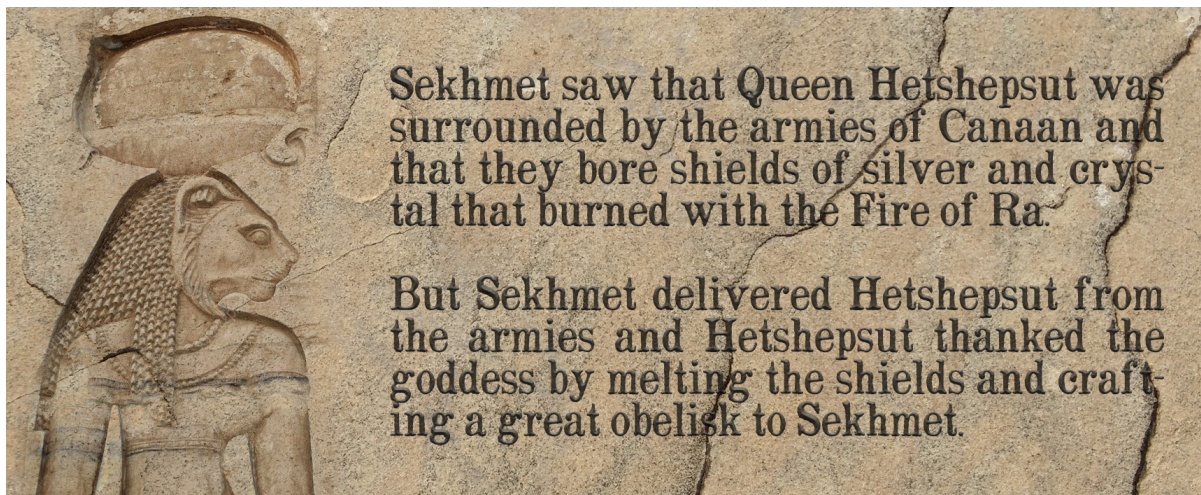 Sekhmet saw that Queen Hetshepsut was
surrounded by the armies of Canaan and
that they bore shields of silver and crys-
tal that burned with the Fire of Ra.
But Sekhmet delivered Hetshepsut from
the armies and Hetshepsut thanked the
goddess by melting the shields and craft-
ing a great obelisk to Sekhmet.